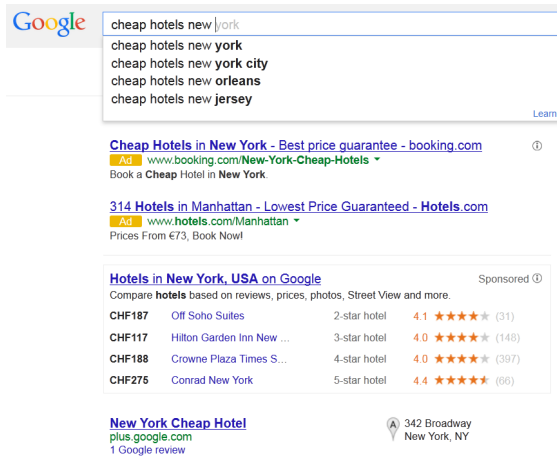 Google
cheap hotels new york
cheap hotels new york
cheap hotels new york city
cheap hotels new orleans
cheap hotels new jersey
Learn
Cheap Hotels in New York - Best price guarantee - booking.com
Ad www.booking.com/New-York-Cheap-Hotels
Book a Cheap Hotel in New York.
314 Hotels in Manhattan - Lowest Price Guaranteed - Hotels.com
Ad www.hotels.com/Manhattan
Prices From €73, Book Now!
Hotels in New York, USA on Google Sponsored
Compare hotels based on reviews, prices, photos, Street View and more.
CHF187 Off Soho Suites 2-star hotel 4.1 ★★★★★ (31)
CHF117 Hilton Garden Inn New ... 3-star hotel 4.0 ★★★★★ (148)
CHF188 Crowne Plaza Times S... 4-star hotel 4.0 ★★★★★ (397)
CHF275 Conrad New York 5-star hotel 4.4 ★★★★★ (66)
New York Cheap Hotel
plus.google.com
1 Google review
A 342 Broadway
New York, NY